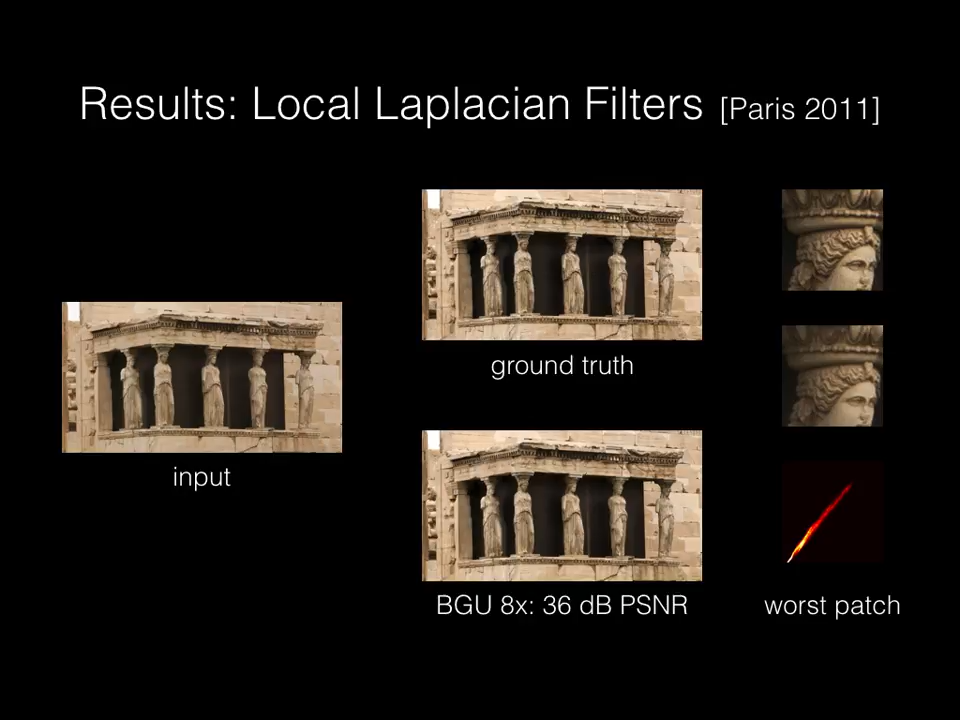 Results: Local Laplacian Filters [Paris 2011]
input
ground truth
BGU 8x: 36 dB PSNR
worst patch